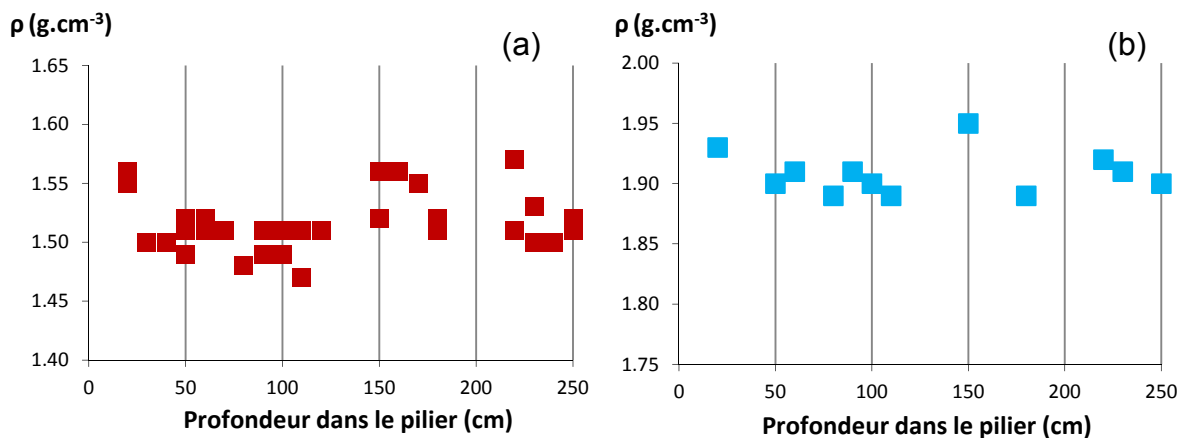 ρ (g.cm-3)
(a)
1.65
1.60
1.55
1.50
1.45
1.40
0 50 100 150 200 250
Profondeur dans le pilier (cm)
ρ (g.cm-3)
(b)
2.00
1.95
1.90
1.85
1.80
1.75
0 50 100 150 200 250
Profondeur dans le pilier (cm)